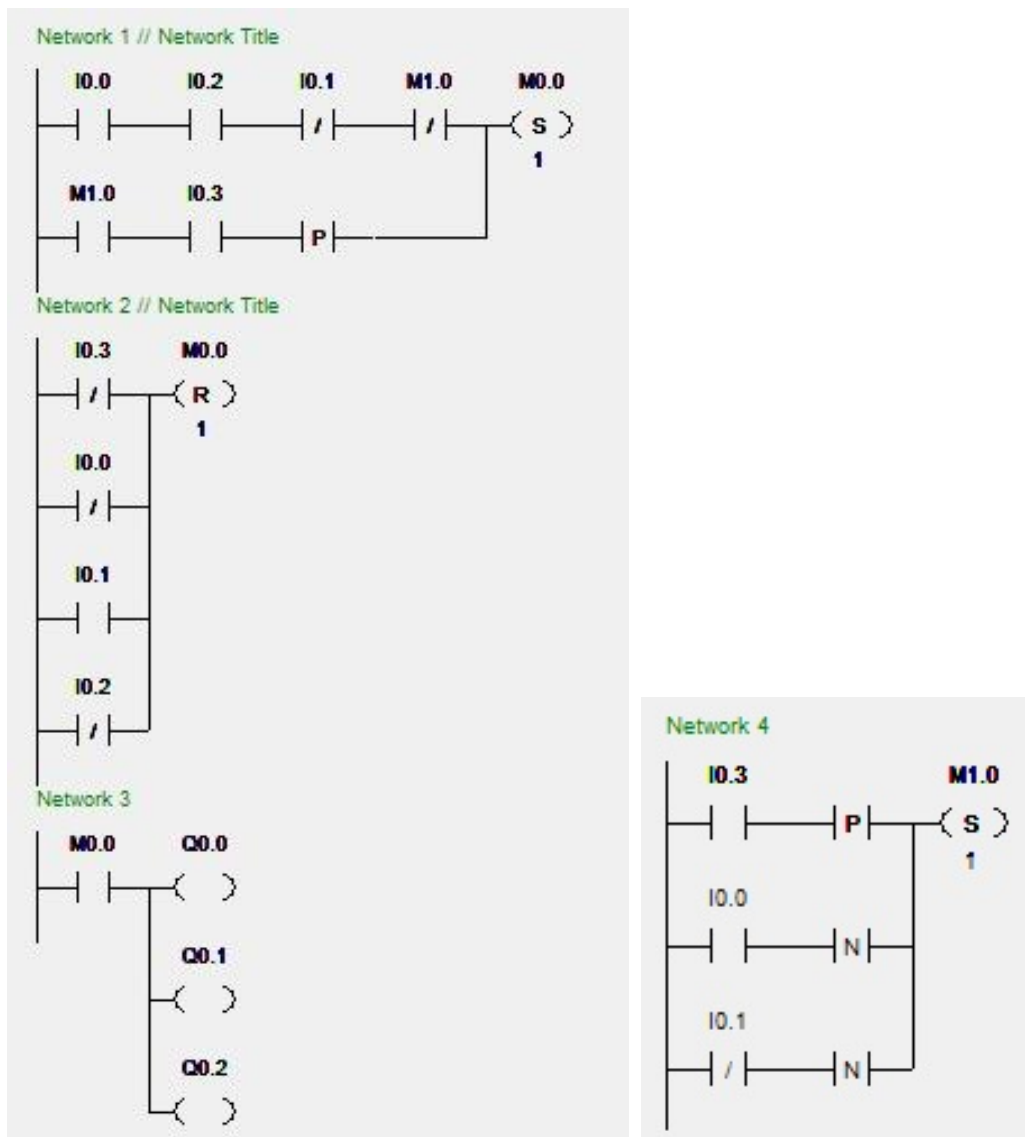 Network 1 // Network Title
I0.0 I0.2 I0.1 M1.0 M0.0
/ / S
1
M1.0 I0.3
P
Network 2 // Network Title
I0.3 M0.0
/ R
1
I0.0
/
I0.1
I0.2
/
Network 3
M0.0 Q0.0
Q0.1
Q0.2
Network 4
I0.3 M1.0
P S
1
I0.0
N
I0.1
/ N